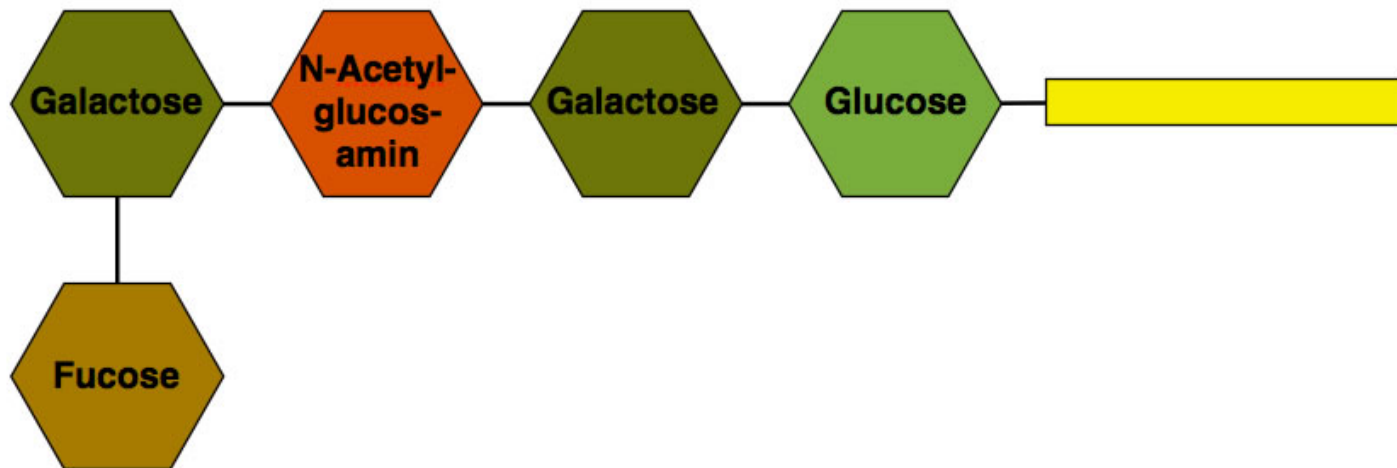 Galactose
N-Acetyl-
glucos-
amin
Galactose
Glucose
Fucose